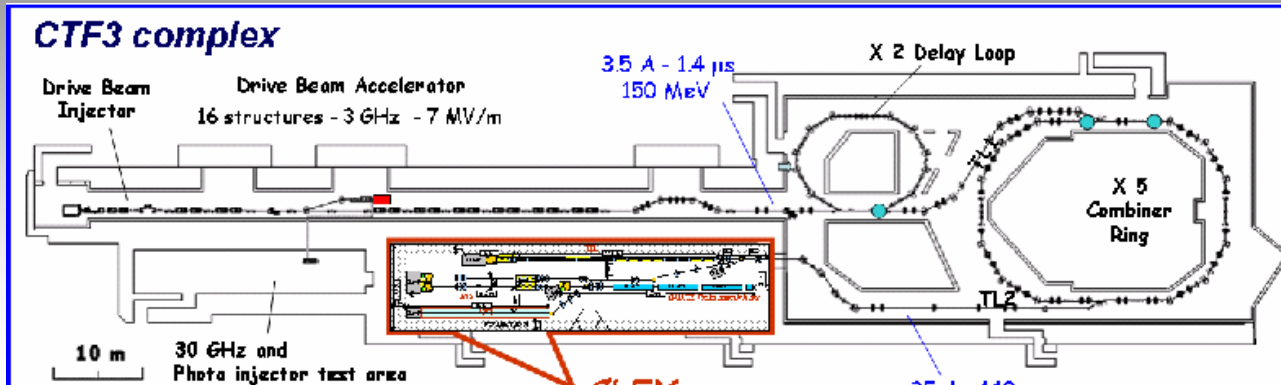 CTF3 complex
Drive Beam
Injector
Drive Beam Accelerator
16 structures - 3 GHz - 7 MV/m
3.5 A - 1.4 µs
150 MeV
X 2 Delay Loop
TL1
X 5
Combiner
Ring
TL2
10 m
30 GHz and
Photo injector test area